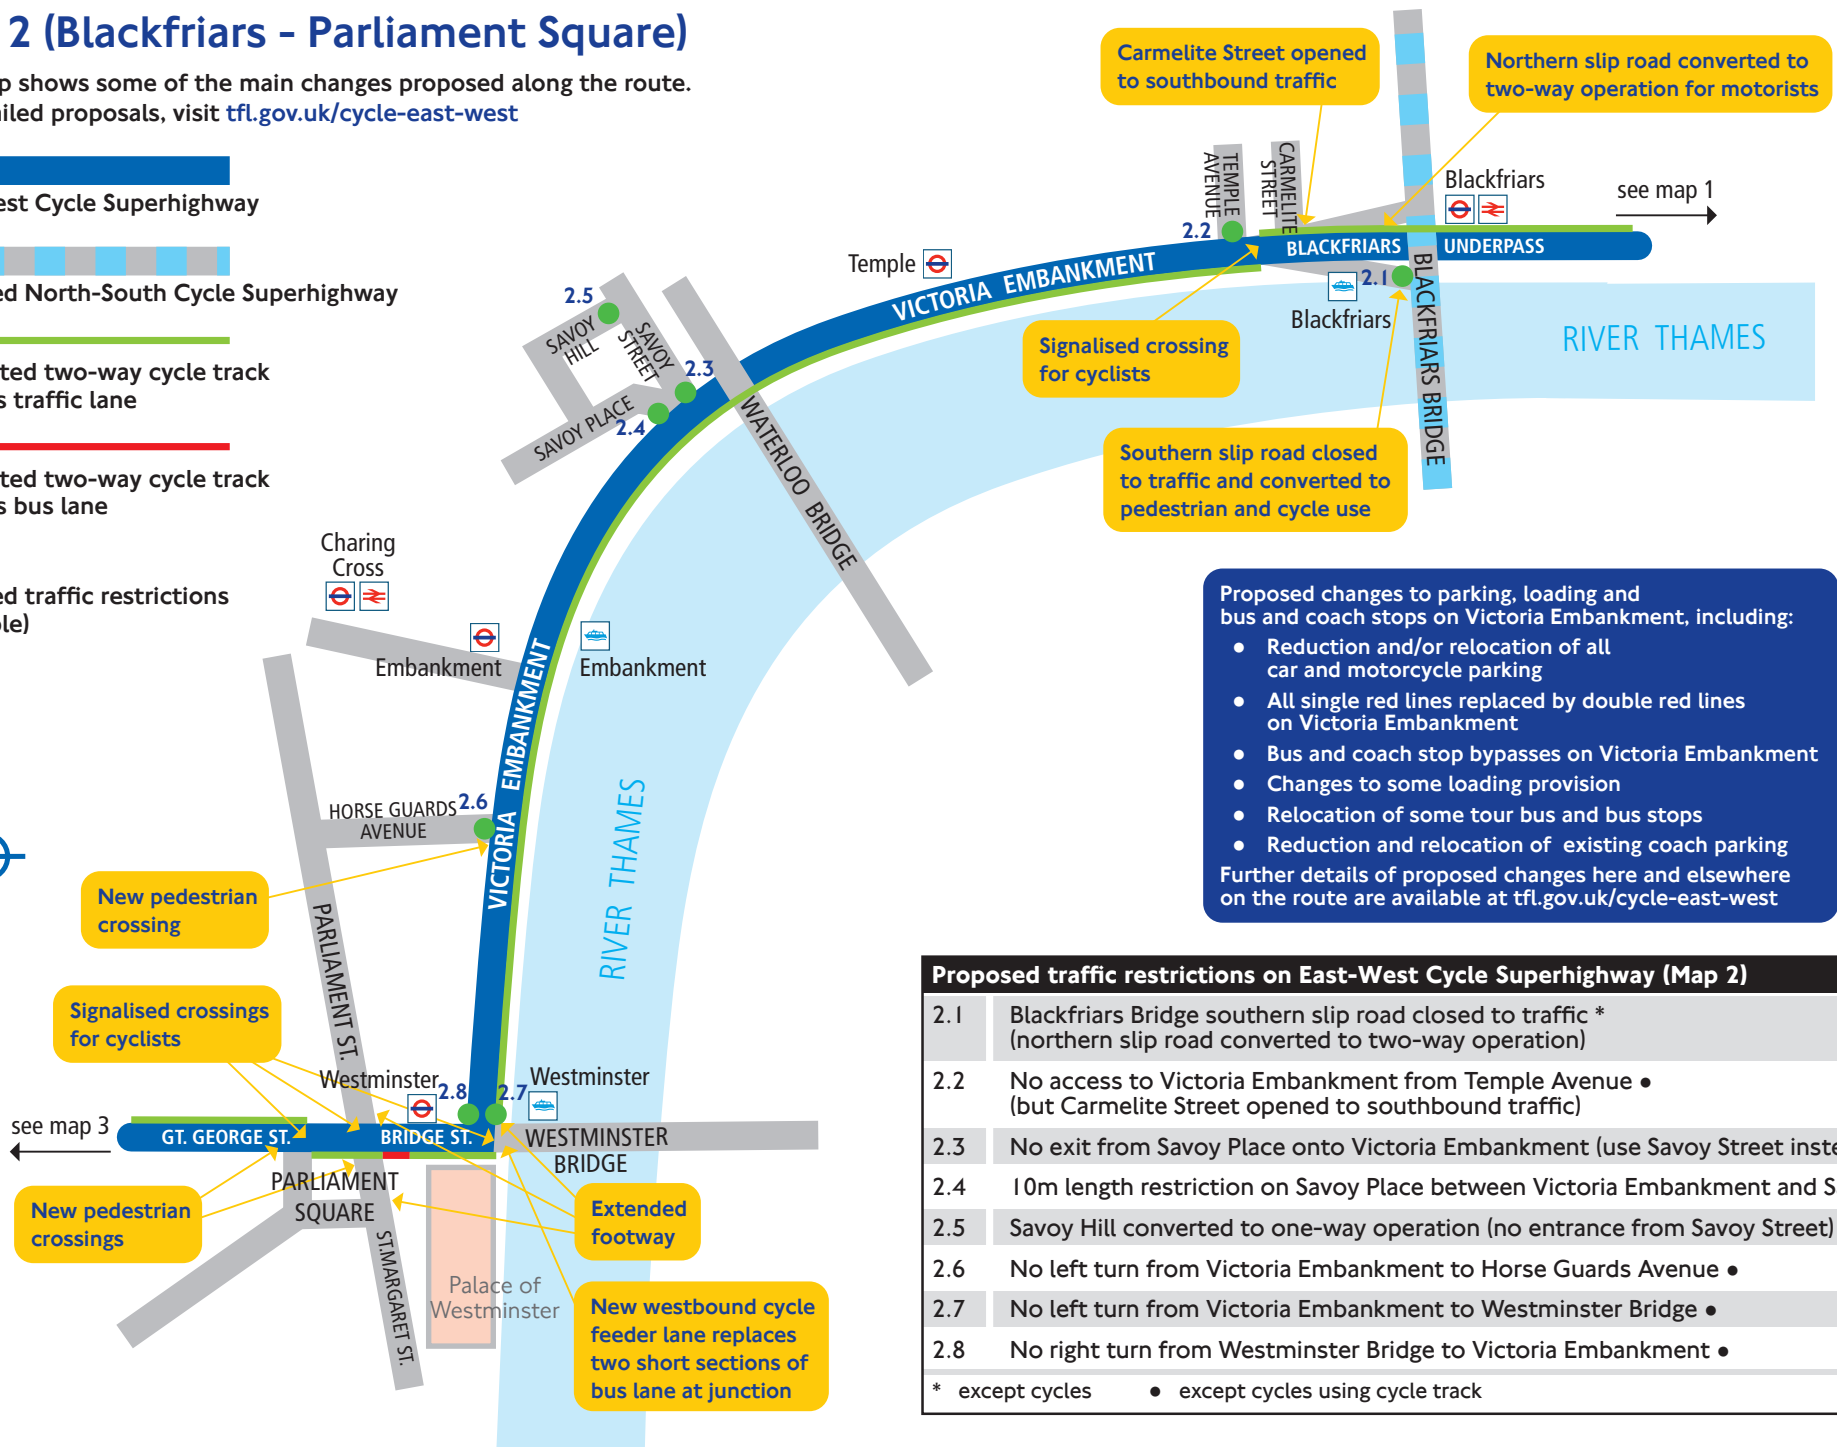 2 (Blackfriars - Parliament Square)
p shows some of the main changes proposed along the route.
iled proposals, visit tfl.gov.uk/cycle-east-west
est Cycle Superhighway
ed North-South Cycle Superhighway
ted two-way cycle track
s traffic lane
ted two-way cycle track
s bus lane
ed traffic restrictions
le)
Carmelite Street opened
to southbound traffic
Northern slip road converted to
two-way operation for motorists
TEMPLE
AVENUE
CARMELITE
STREET
Blackfriars
see map 1
2.2
BLACKFRIARS UNDERPASS
Temple
VICTORIA EMBANKMENT
2.1
Blackfriars
BLACKFRIARS BRIDGE
RIVER THAMES
Signalised crossing
for cyclists
Southern slip road closed
to traffic and converted to
pedestrian and cycle use
2.5
SAVOY
HILL
SAVOY
STREET
2.3
SAVOY PLACE
2.4
WATERLOO BRIDGE
Charing
Cross
Embankment
Embankment
VICTORIA EMBANKMENT
RIVER THAMES
HORSE GUARDS
AVENUE
2.6
New pedestrian
crossing
PARLIAMENT ST.
Signalised crossings
for cyclists
Westminster
2.8
2.7
Westminster
see map 3
GT. GEORGE ST.
BRIDGE ST.
WESTMINSTER
BRIDGE
PARLIAMENT
SQUARE
New pedestrian
crossings
ST.MARGARET ST.
Palace of
Westminster
Extended
footway
New westbound cycle
feeder lane replaces
two short sections of
bus lane at junction
Proposed changes to parking, loading and
bus and coach stops on Victoria Embankment, including:
● Reduction and/or relocation of all
car and motorcycle parking
● All single red lines replaced by double red lines
on Victoria Embankment
● Bus and coach stop bypasses on Victoria Embankment
● Changes to some loading provision
● Relocation of some tour bus and bus stops
● Reduction and relocation of existing coach parking
Further details of proposed changes here and elsewhere
on the route are available at tfl.gov.uk/cycle-east-west
Proposed traffic restrictions on East-West Cycle Superhighway (Map 2)
2.1 Blackfriars Bridge southern slip road closed to traffic *
(northern slip road converted to two-way operation)
2.2 No access to Victoria Embankment from Temple Avenue ●
(but Carmelite Street opened to southbound traffic)
2.3 No exit from Savoy Place onto Victoria Embankment (use Savoy Street inste
2.4 10m length restriction on Savoy Place between Victoria Embankment and S
2.5 Savoy Hill converted to one-way operation (no entrance from Savoy Street)
2.6 No left turn from Victoria Embankment to Horse Guards Avenue ●
2.7 No left turn from Victoria Embankment to Westminster Bridge ●
2.8 No right turn from Westminster Bridge to Victoria Embankment ●
* except cycles ● except cycles using cycle track